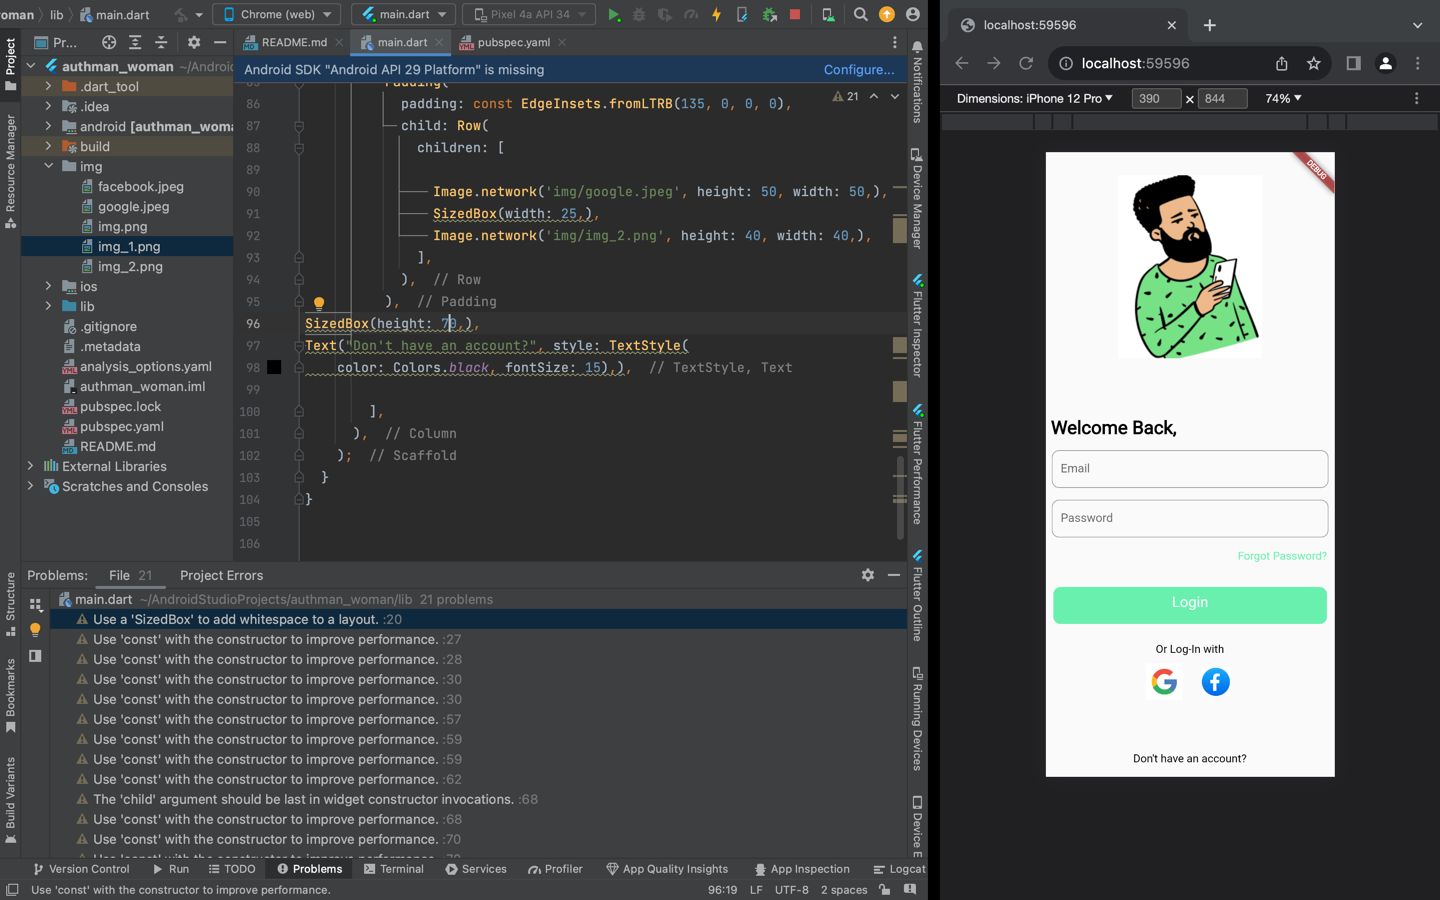 oman
lib
main.dart
Chrome (web)
main.dart
Pixel 4a API 34
Project
Pr...
README.md
main.dart
pubspec.yaml
Android SDK "Android API 29 Platform" is missing
Configure...
authman_woman ~/Androi
.dart_tool
.idea
android [authman_woma
build
img
facebook.jpeg
google.jpeg
img.png
img_1.png
img_2.png
ios
lib
.gitignore
.metadata
analysis_options.yaml
authman_woman.iml
pubspec.lock
pubspec.yaml
README.md
External Libraries
Scratches and Consoles
Resource Manager
Structure
Bookmarks
Build Variants
21
85 Padding(
86 padding: const EdgeInsets.fromLTRB(135, 0, 0, 0),
87 child: Row(
88 children: [
89
90 Image.network('img/google.jpeg', height: 50, width: 50,),
91 SizedBox(width: 25,),
92 Image.network('img/img_2.png', height: 40, width: 40,),
93 ],
94 ), // Row
95 ), // Padding
96 SizedBox(height: 70,),
97 Text("Don't have an account?", style: TextStyle(
98 color: Colors.black, fontSize: 15),), // TextStyle, Text
99
100 ],
101 ), // Column
102 ); // Scaffold
103 }
104 }
105
106
Notifications
Device Manager
Flutter Inspector
Flutter Performance
Flutter Outline
Running Devices
Device E
Problems:
File 21
Project Errors
main.dart ~/AndroidStudioProjects/authman_woman/lib 21 problems
Use a 'SizedBox' to add whitespace to a layout. :20
Use 'const' with the constructor to improve performance. :27
Use 'const' with the constructor to improve performance. :28
Use 'const' with the constructor to improve performance. :30
Use 'const' with the constructor to improve performance. :30
Use 'const' with the constructor to improve performance. :57
Use 'const' with the constructor to improve performance. :59
Use 'const' with the constructor to improve performance. :59
Use 'const' with the constructor to improve performance. :62
The 'child' argument should be last in widget constructor invocations. :68
Use 'const' with the constructor to improve performance. :68
Use 'const' with the constructor to improve performance. :70
Version Control
Run
TODO
Problems
Terminal
Services
Profiler
App Quality Insights
App Inspection
Logcat
Use 'const' with the constructor to improve performance.
96:19
LF
UTF-8
2 spaces
localhost:59596
localhost:59596
Dimensions: iPhone 12 Pro
390
×
844
74%
DEBUG
Welcome Back,
Email
Password
Forgot Password?
Login
Or Log-In with
Don't have an account?